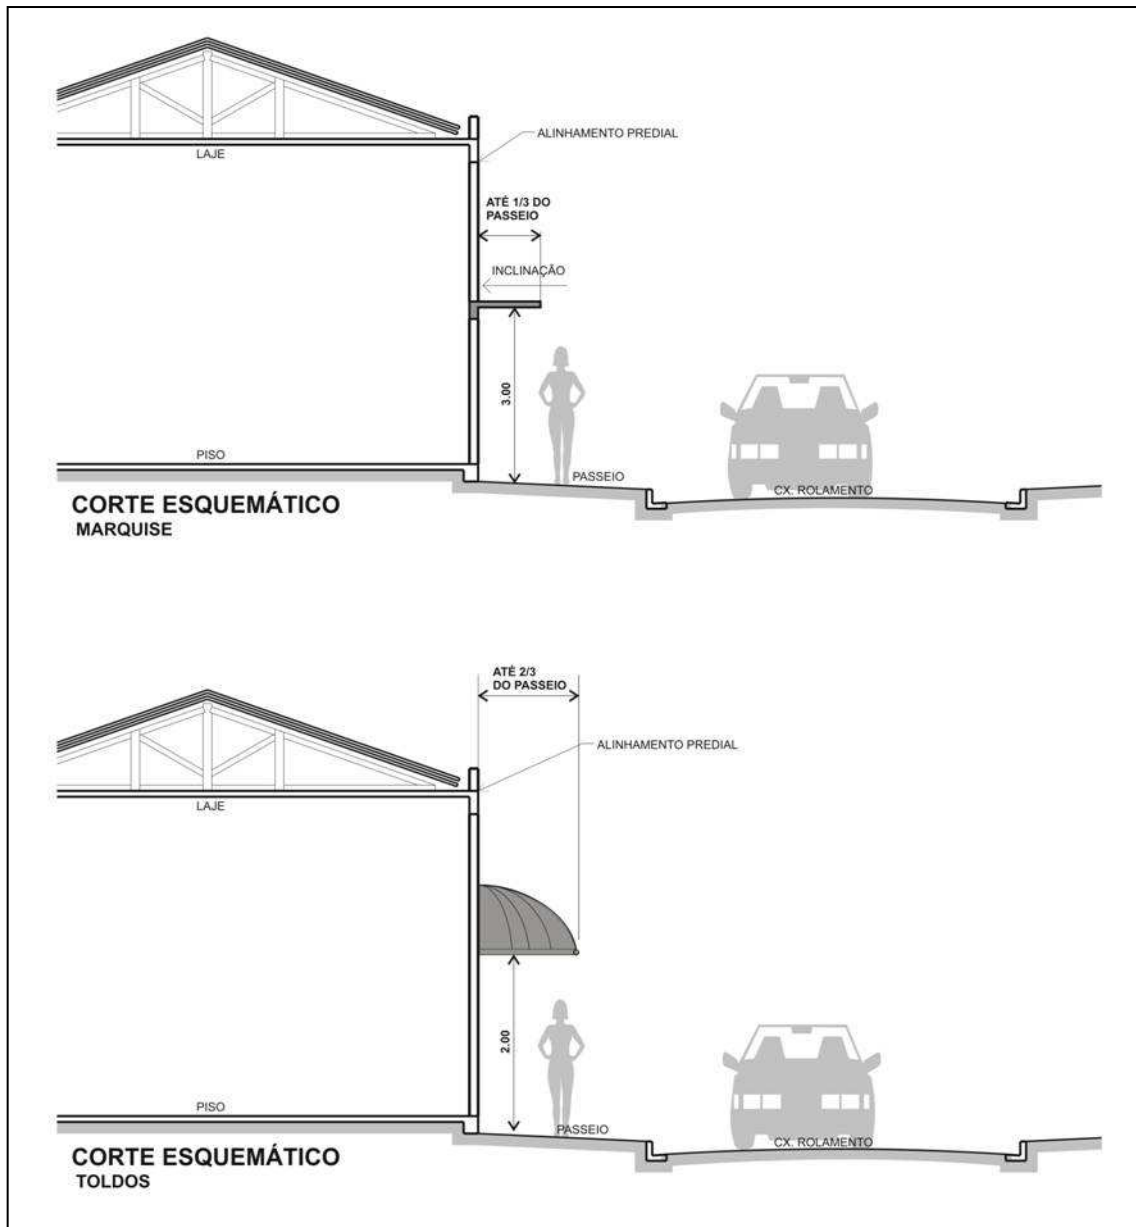 ALINHAMENTO PREDIAL
LAJE
ATÉ 1/3 DO
PASSEIO
INCLINAÇÃO
3.00
PISO
PASSEIO
CX. ROLAMENTO
CORTE ESQUEMÁTICO
MARQUISE
ATÉ 2/3
DO PASSEIO
ALINHAMENTO PREDIAL
LAJE
2.00
PISO
PASSEIO
CX. ROLAMENTO
CORTE ESQUEMÁTICO
TOLDOS